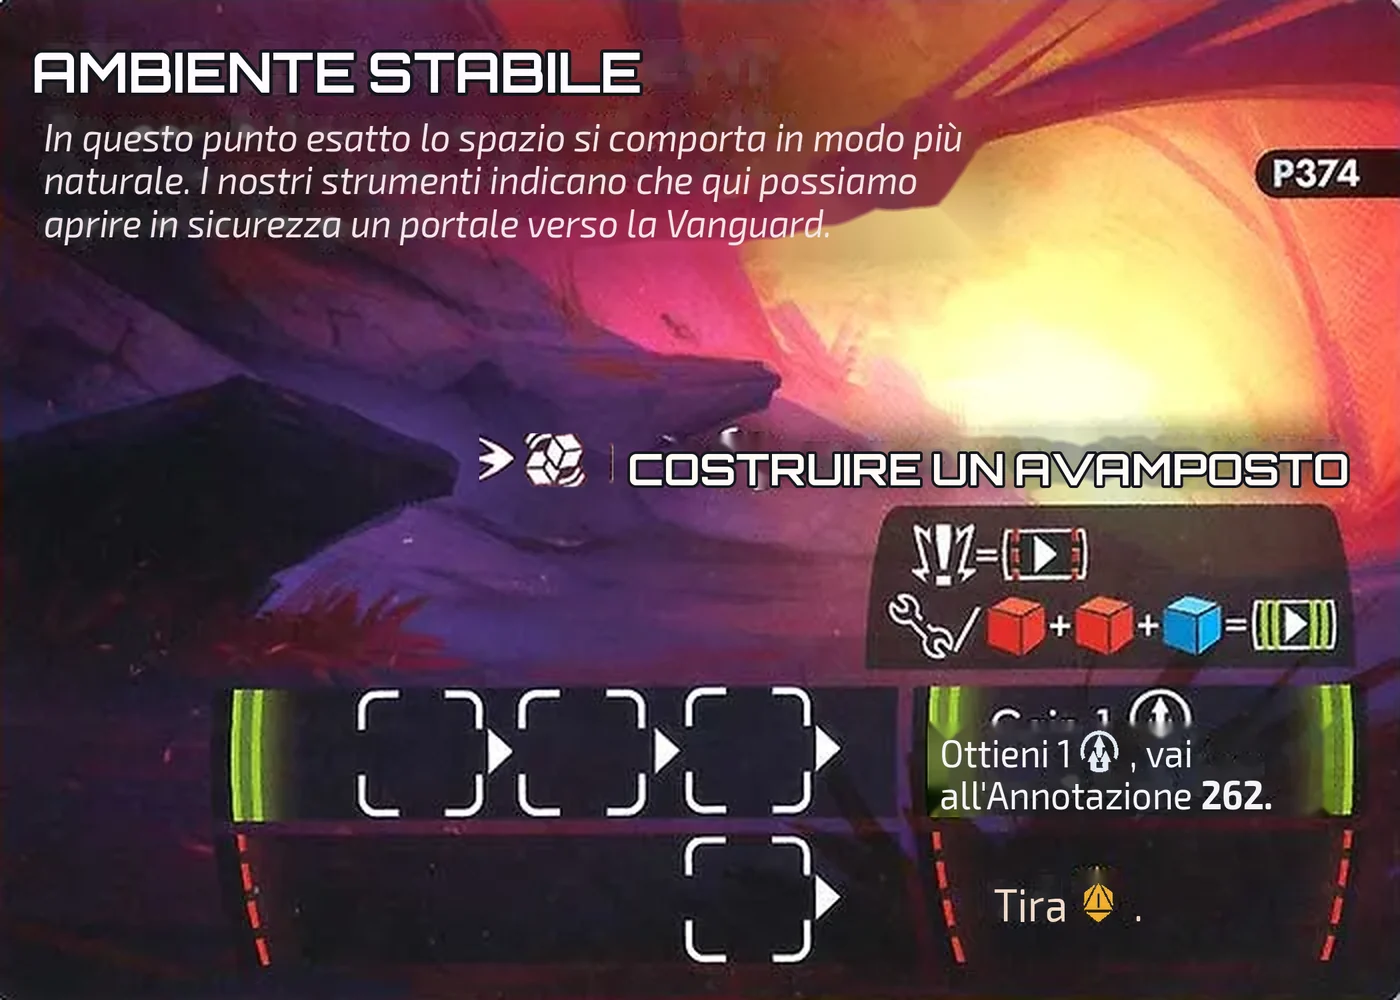 AMBIENTE STABILE
In questo punto esatto lo spazio si comporta in modo più
naturale. I nostri strumenti indicano che qui possiamo
aprire in sicurezza un portale verso la Vanguard.
P374
COSTRUIRE UN AVAMPOSTO
=
/ + + =
Ottieni 1 , vai
all'Annotazione 262.
Tira .